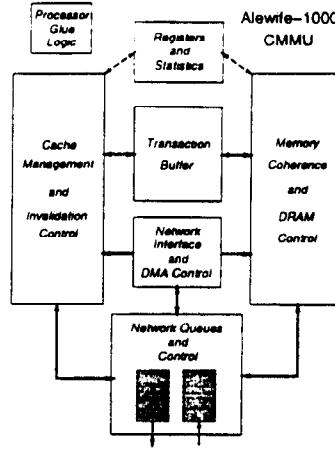 Processor
Glue
Logic
Alewife-1000
CMMU
Registers
and
Statistics
Cache
Management
and
Invalidation
Control
Transaction
Buffer
Memory
Coherence
and
DRAM
Control
Network
Interface
and
DMA Control
Network Queues
and
Control